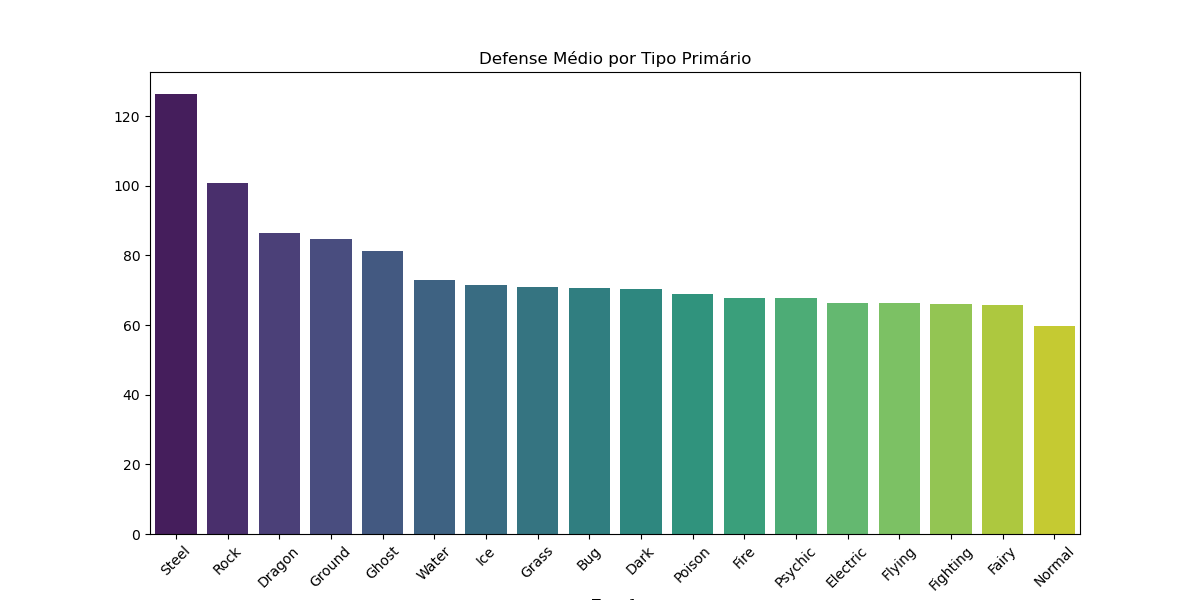 Defense Médio por Tipo Primário
120
100
80
60
40
20
0
Steel
Rock
Dragon
Ground
Ghost
Water
Ice
Grass
Bug
Dark
Poison
Fire
Psychic
Electric
Flying
Fighting
Fairy
Normal